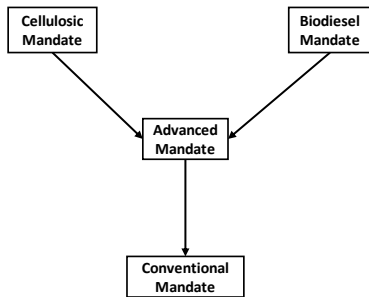 Cellulosic
Mandate
Biodiesel
Mandate
Advanced
Mandate
Conventional
Mandate